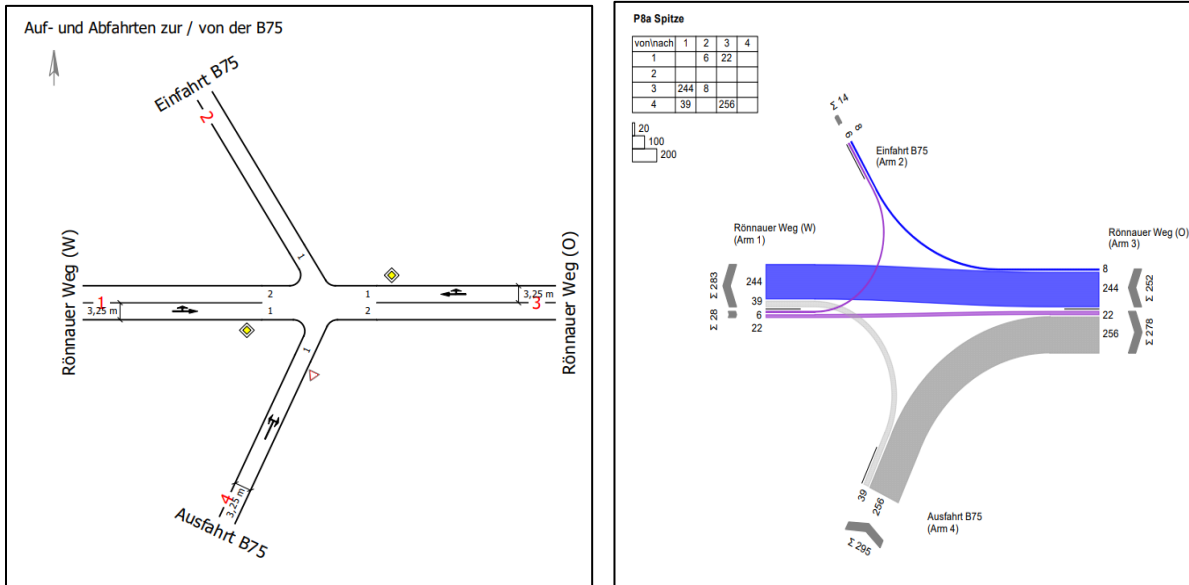 Auf- und Abfahrten zur / von der B75
Einfahrt B75
2
Rönnauer Weg (W)
1
3,25 m
2
1
1
1
2
3,25 m
3
Rönnauer Weg (O)
1
4
3,25 m
Ausfahrt B75
P8a Spitze
von\nach 1 2 3 4
1 6 22
2
3 244 8
4 39 256
20
100
200
Σ 14
8
6
Einfahrt B75
(Arm 2)
Rönnauer Weg (W)
(Arm 1)
Rönnauer Weg (O)
(Arm 3)
Σ 283
244
39
Σ 28
6
22
8
244
Σ 252
22
256
Σ 278
39
256
Σ 295
Ausfahrt B75
(Arm 4)